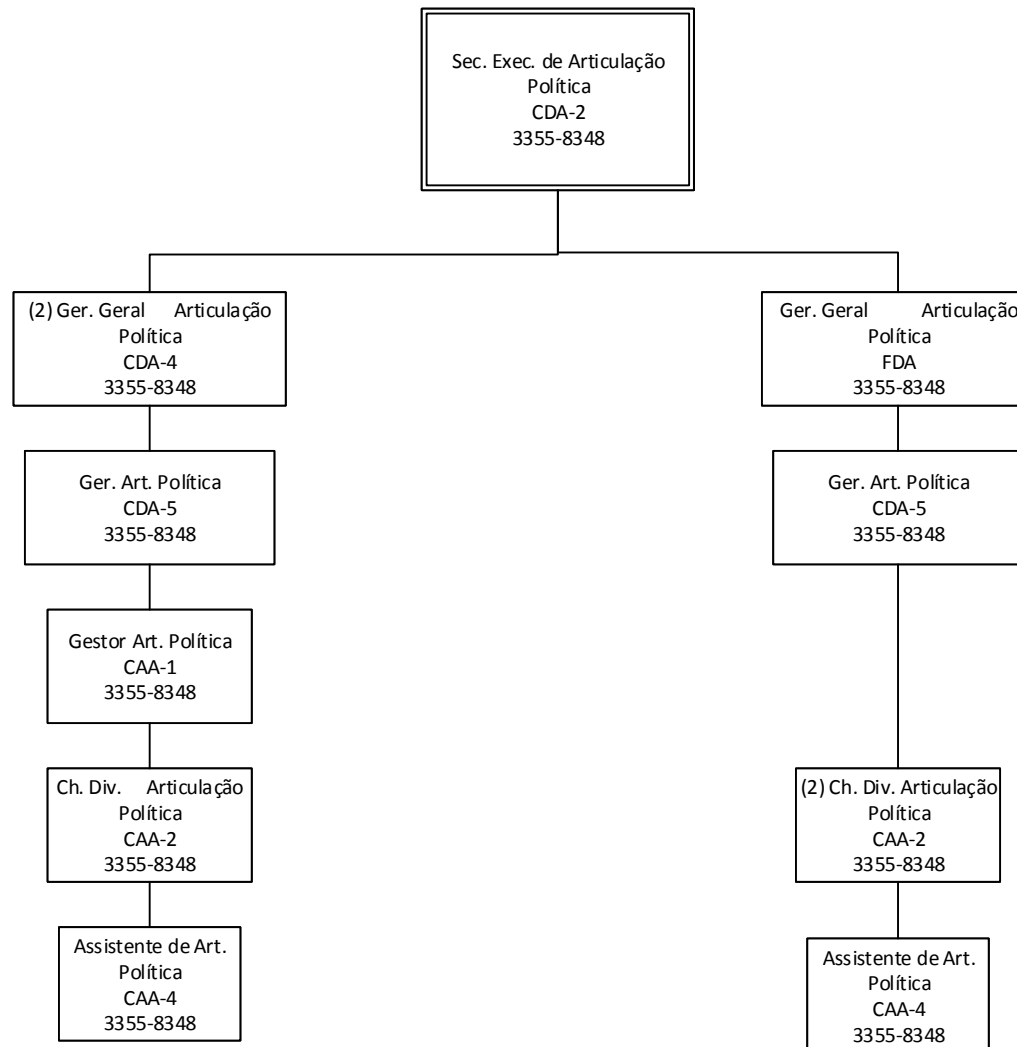 Sec. Exec. de Articulação
Política
CDA-2
3355-8348
(2) Ger. Geral Articulação
Política
CDA-4
3355-8348
Ger. Geral Articulação
Política
FDA
3355-8348
Ger. Art. Política
CDA-5
3355-8348
Ger. Art. Política
CDA-5
3355-8348
Gestor Art. Política
CAA-1
3355-8348
Ch. Div. Articulação
Política
CAA-2
3355-8348
(2) Ch. Div. Articulação
Política
CAA-2
3355-8348
Assistente de Art.
Política
CAA-4
3355-8348
Assistente de Art.
Política
CAA-4
3355-8348